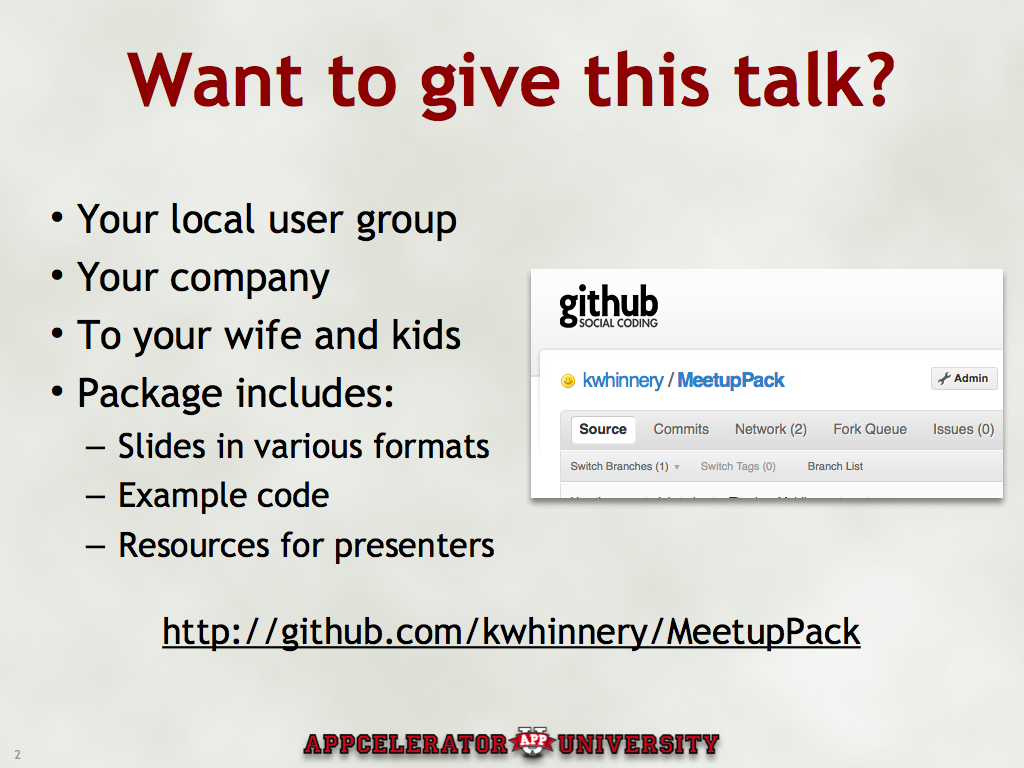 Want to give this talk?
• Your local user group
• Your company
• To your wife and kids
• Package includes:
– Slides in various formats
– Example code
– Resources for presenters
github
SOCIAL CODING
kwhinnery / MeetupPack
Admin
Source Commits Network (2) Fork Queue Issues (0)
Switch Branches (1) Switch Tags (0) Branch List
http://github.com/kwhinnery/MeetupPack
APPCELERATOR U APP UNIVERSITY
2